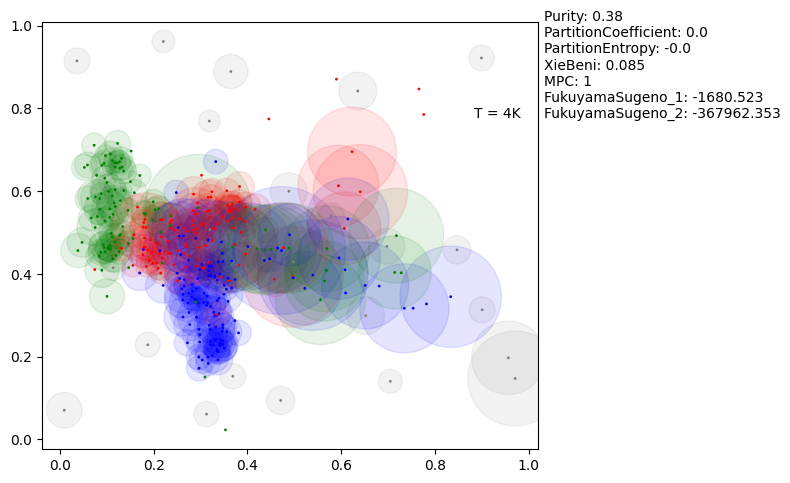 Purity: 0.38
PartitionCoefficient: 0.0
PartitionEntropy: -0.0
XieBeni: 0.085
MPC: 1
FukuyamaSugeno_1: -1680.523
FukuyamaSugeno_2: -367962.353
T = 4K
1.0
0.8
0.6
0.4
0.2
0.0
0.0 0.2 0.4 0.6 0.8 1.0